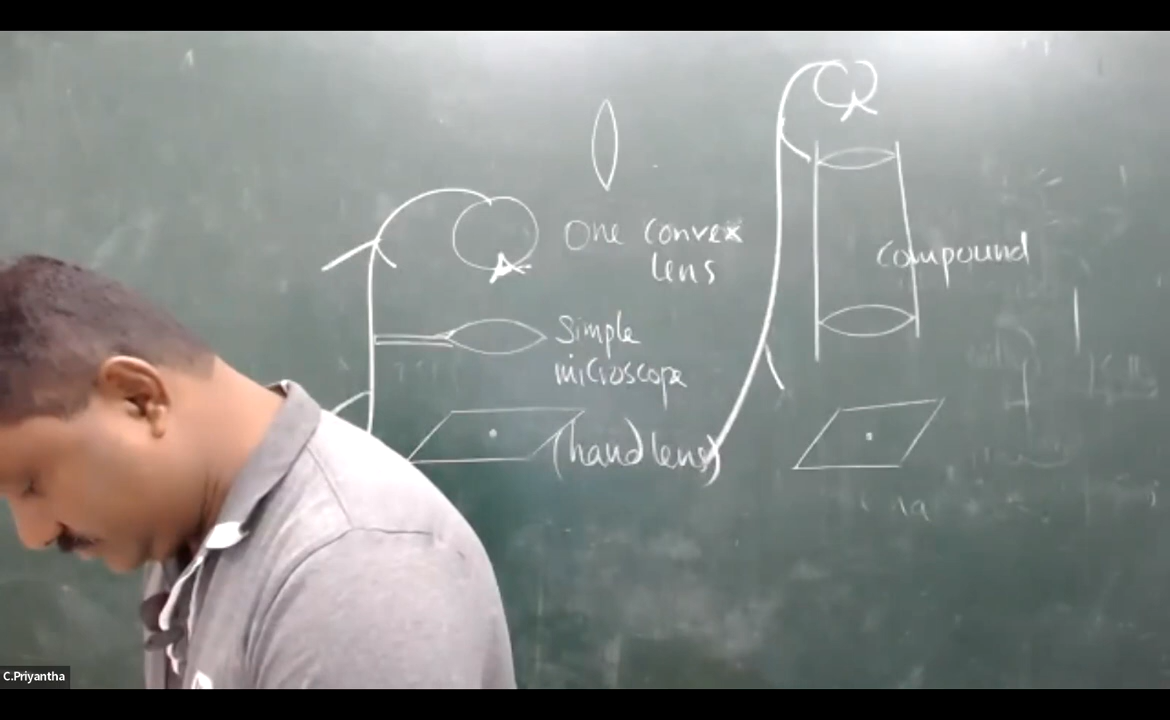 One convex
lens
Simple
microscope
(hand lens)
Compound
C.Priyantha